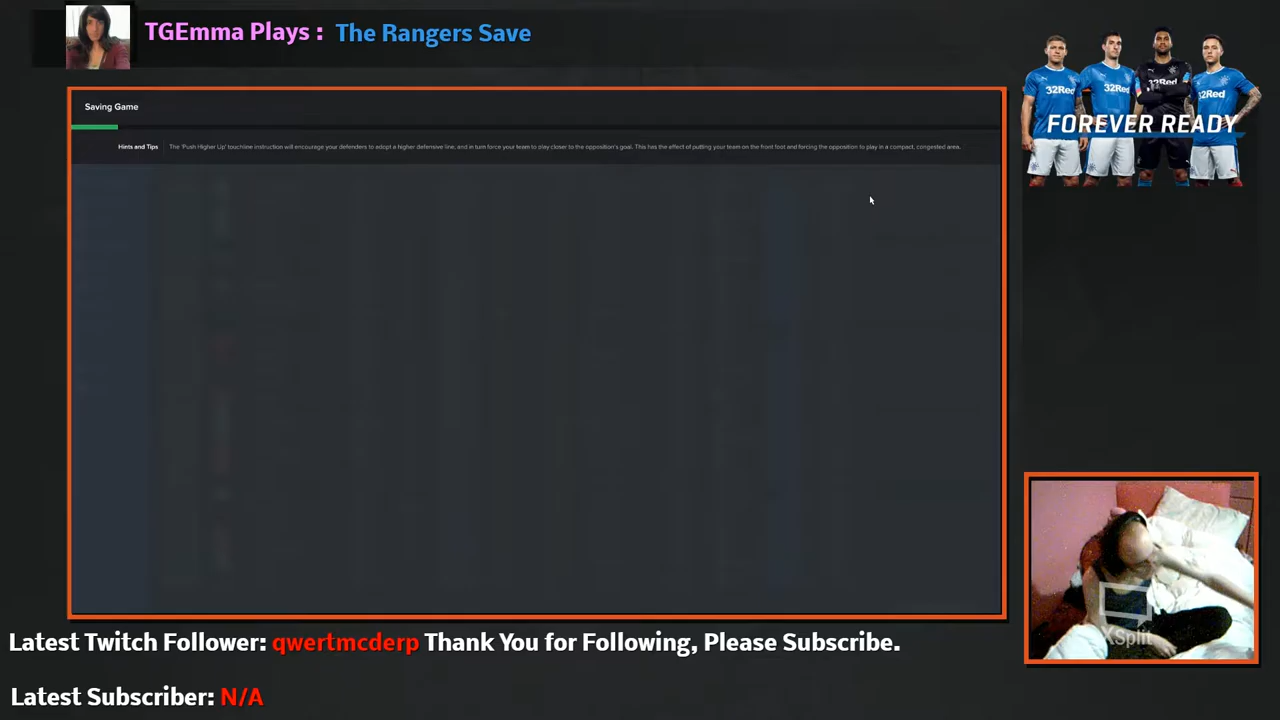 TGEmma Plays : The Rangers Save
32Red 32Red 32Red
FOREVER READY
Saving Game
Hints and Tips The 'Push Higher Up' touchline instruction will encourage your defenders to adopt a higher defensive line, and in turn force your team to play closer to the opposition's goal. This has the effect of putting your team on the front foot and forcing the opposition to play in a compact, congested area.
XSplit
Latest Twitch Follower: qwertmcderp Thank You for Following, Please Subscribe.
Latest Subscriber: N/A